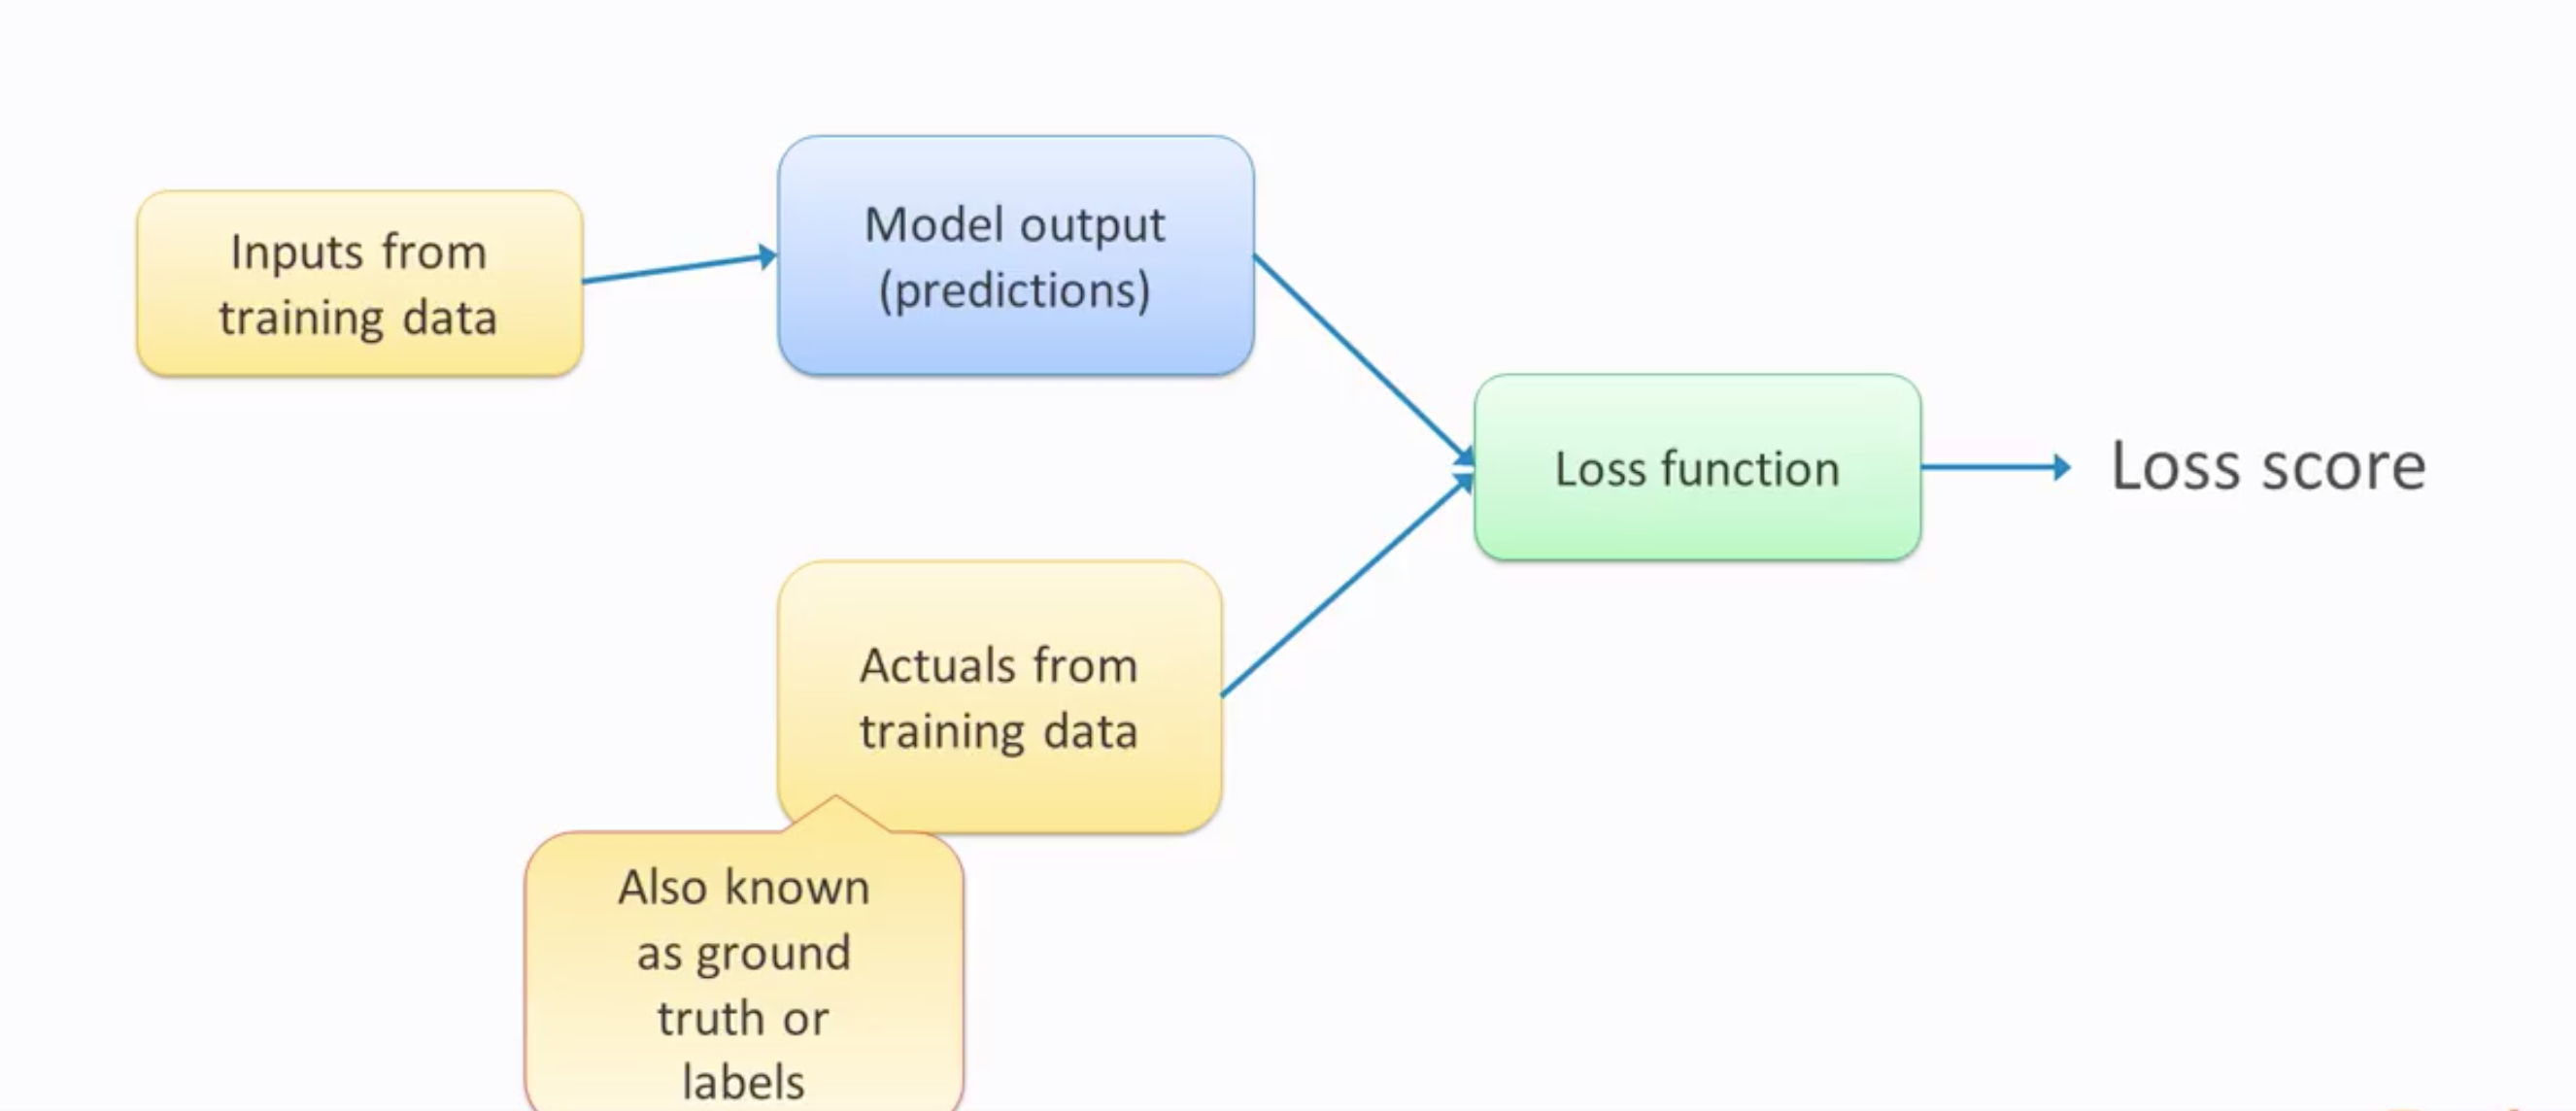 Inputs from
training data
Model output
(predictions)
Loss function
Loss score
Actuals from
training data
Also known
as ground
truth or
labels